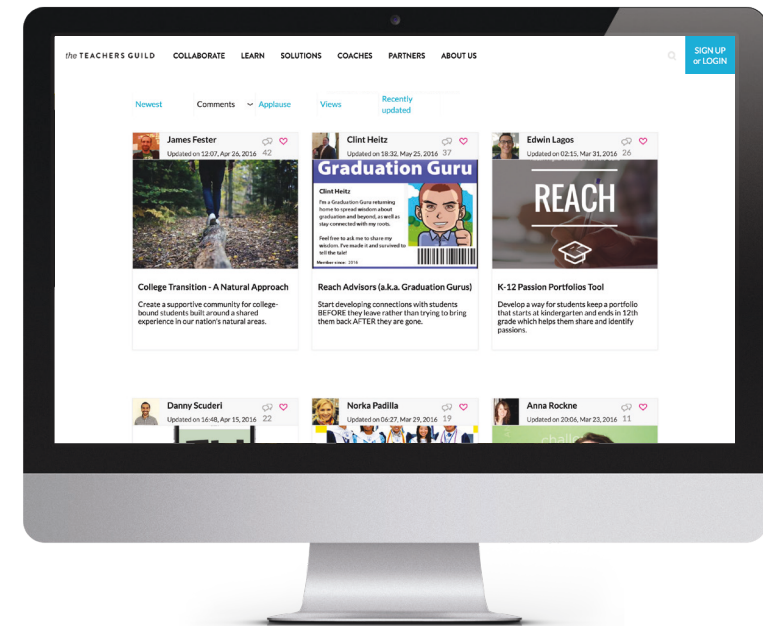 the TEACHERS GUILD COLLABORATE LEARN SOLUTIONS COACHES PARTNERS ABOUT US
SIGN UP
or LOGIN
Newest Comments Applause Views Recently
updated
James Fester
Updated on 12:07, Apr 26, 2016 42
College Transition - A Natural Approach
Create a supportive community for college-
bound students built around a shared
experience in our nation's natural areas.
Clint Heitz
Updated on 18:32, May 25, 2016 37
Graduation Guru
Clint Heitz
I'm a Graduation Guru returning
home to spread wisdom about
graduation and beyond, as well as
stay connected with my roots.
Feel free to ask me to share my
wisdom. I've made it and survived to
tell the tale!
Member since: 2016
Reach Advisors (a.k.a. Graduation Gurus)
Start developing connections with students
BEFORE they leave rather than trying to bring
them back AFTER they are gone.
Edwin Lagos
Updated on 02:15, Mar 31, 2016 26
REACH
K-12 Passion Portfolios Tool
Develop a way for students keep a portfolio
that starts at kindergarten and ends in 12th
grade which helps them share and identify
passions.
Danny Scuderi
Updated on 16:48, Apr 15, 2016 22
Norka Padilla
Updated on 06:27, Mar 29, 2016 19
Anna Rockne
Updated on 20:06, Mar 23, 2016 11